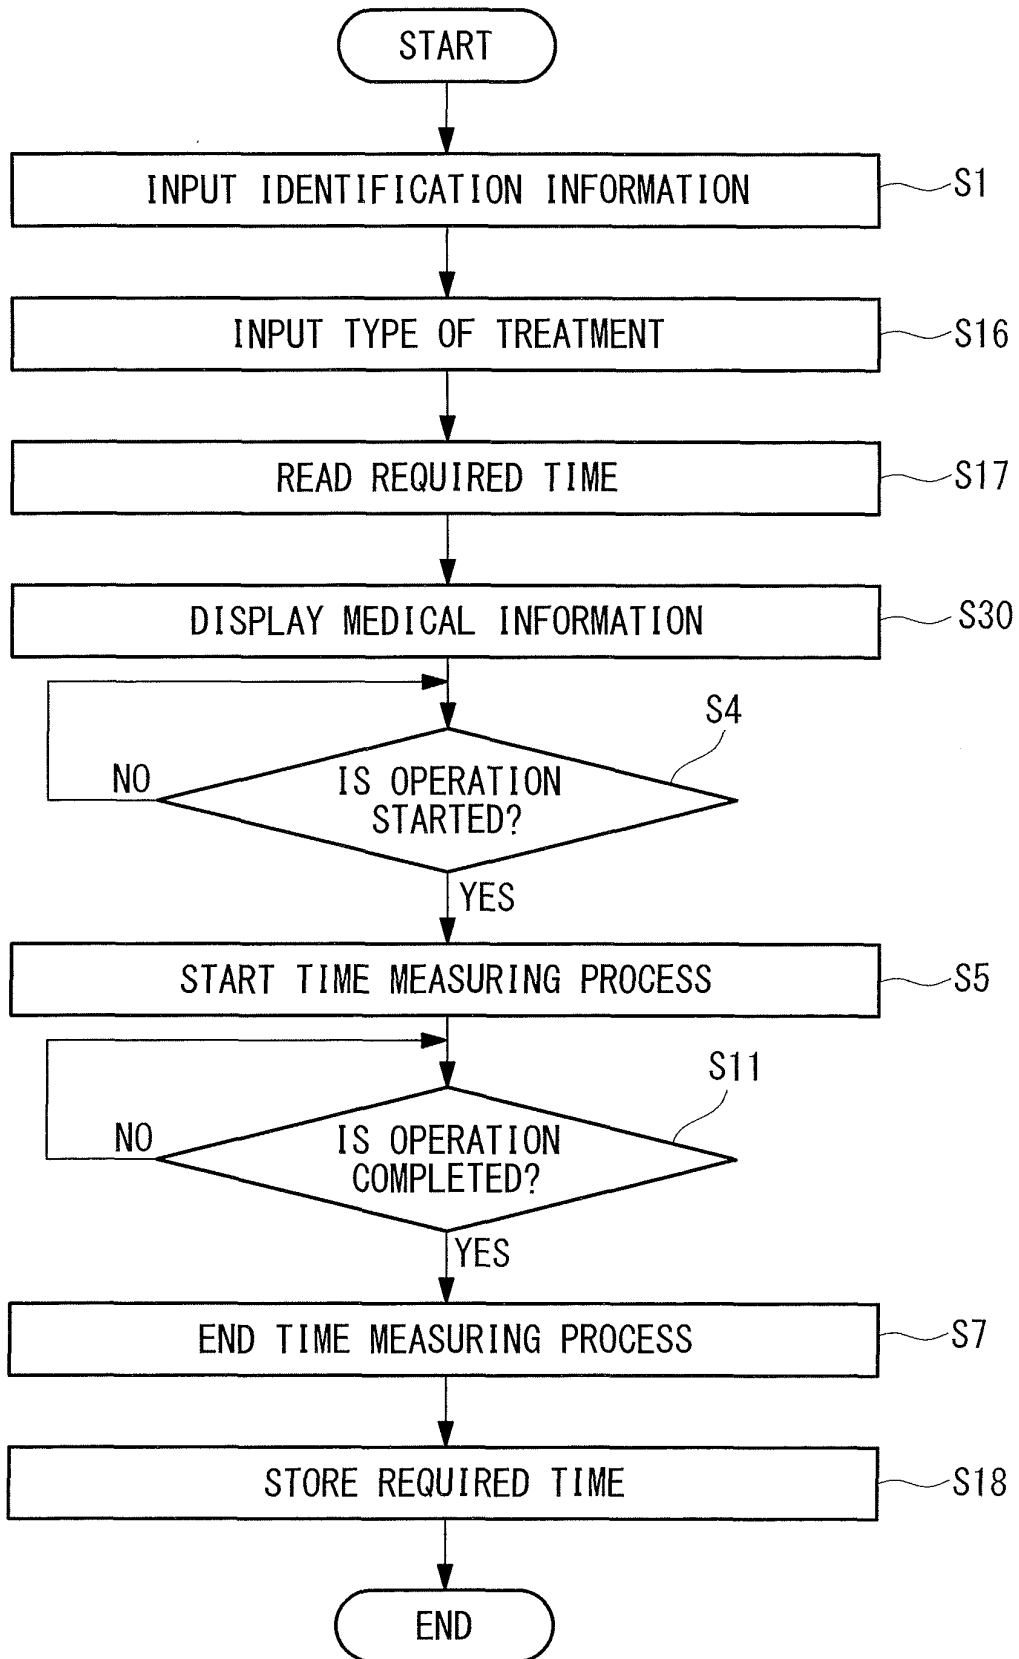 START
INPUT IDENTIFICATION INFORMATION
S1
INPUT TYPE OF TREATMENT
S16
READ REQUIRED TIME
S17
DISPLAY MEDICAL INFORMATION
S30
S4
NO
IS OPERATION
STARTED?
YES
START TIME MEASURING PROCESS
S5
S11
NO
IS OPERATION
COMPLETED?
YES
END TIME MEASURING PROCESS
S7
STORE REQUIRED TIME
S18
END